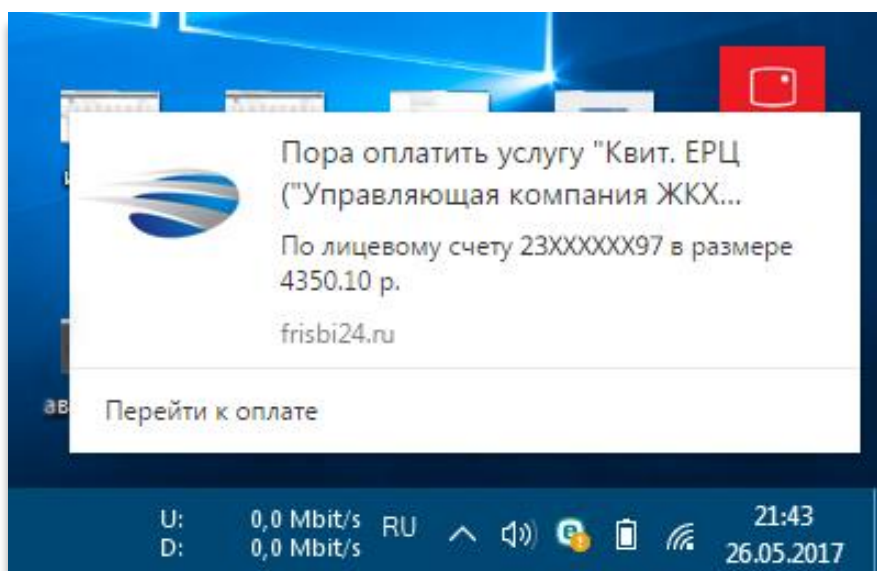 Пора оплатить услугу "Квит. ЕРЦ
("Управляющая компания ЖКХ...
По лицевому счету 23XXXXXX97 в размере
4350.10 р.
frisbi24.ru
ав
Перейти к оплате
U: 0,0 Mbit/s
D: 0,0 Mbit/s
RU
21:43
26.05.2017